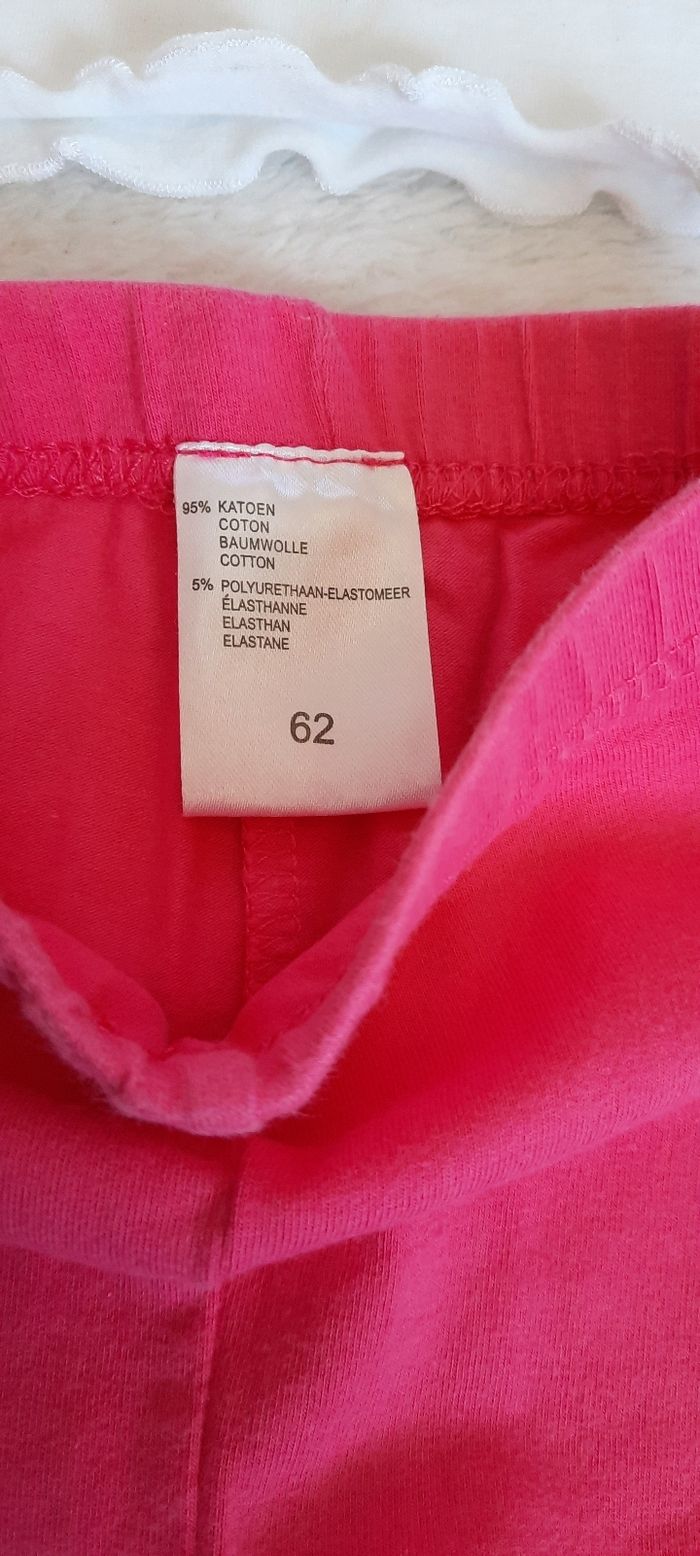 95% KATOEN
COTON
BAUMWOLLE
COTTON
5% POLYURETHAAN-ELASTOMEER
ÉLASTHANNE
ELASTHAN
ELASTANE
62